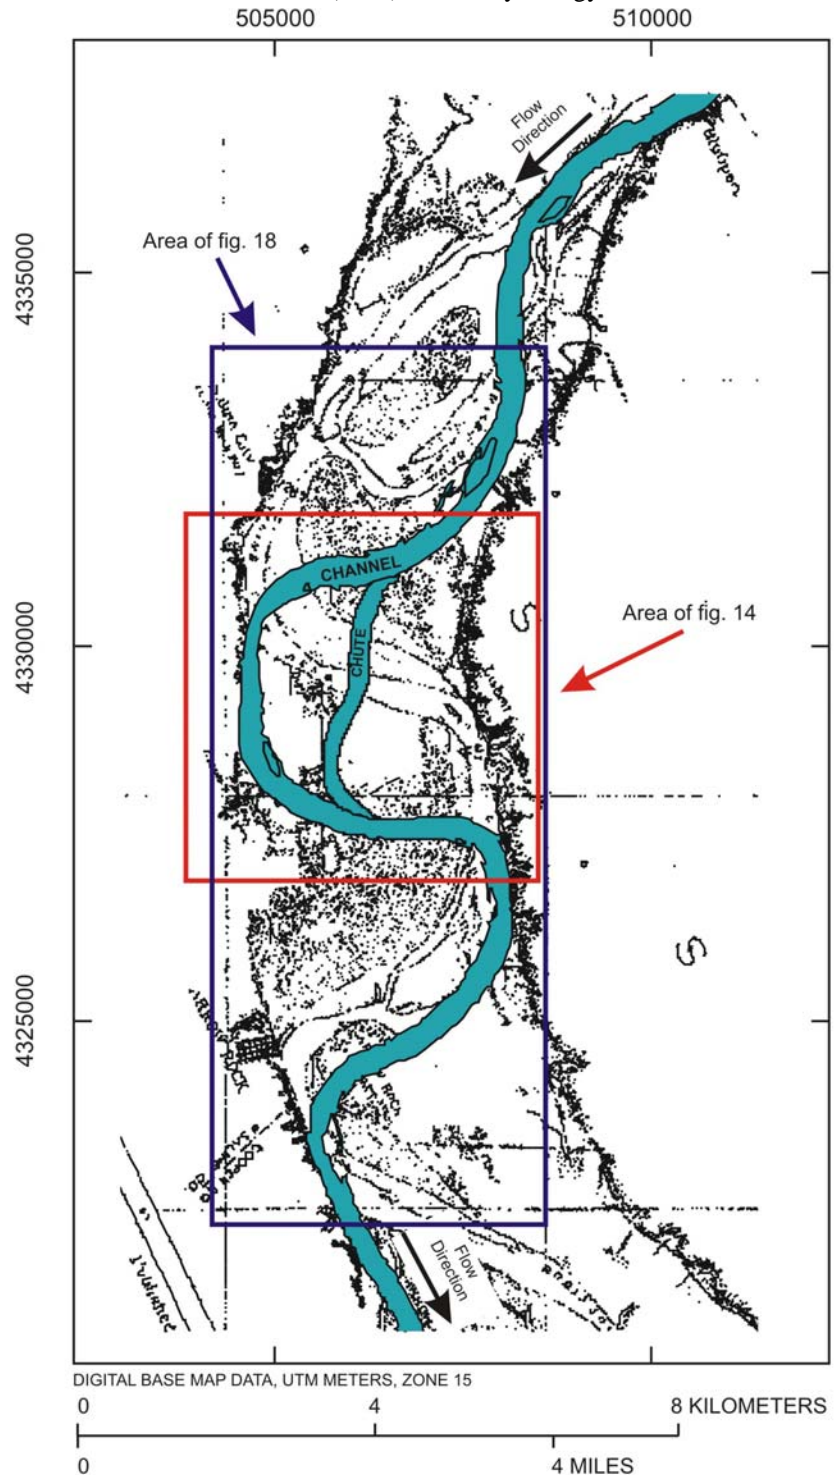 505000 510000
Flow
Direction
4335000
Area of fig. 18
CHANNEL
Area of fig. 14
4330000
CHUTE
S
S
4325000
Flow
Direction
DIGITAL BASE MAP DATA, UTM METERS, ZONE 15
0 4 8 KILOMETERS
0 4 MILES